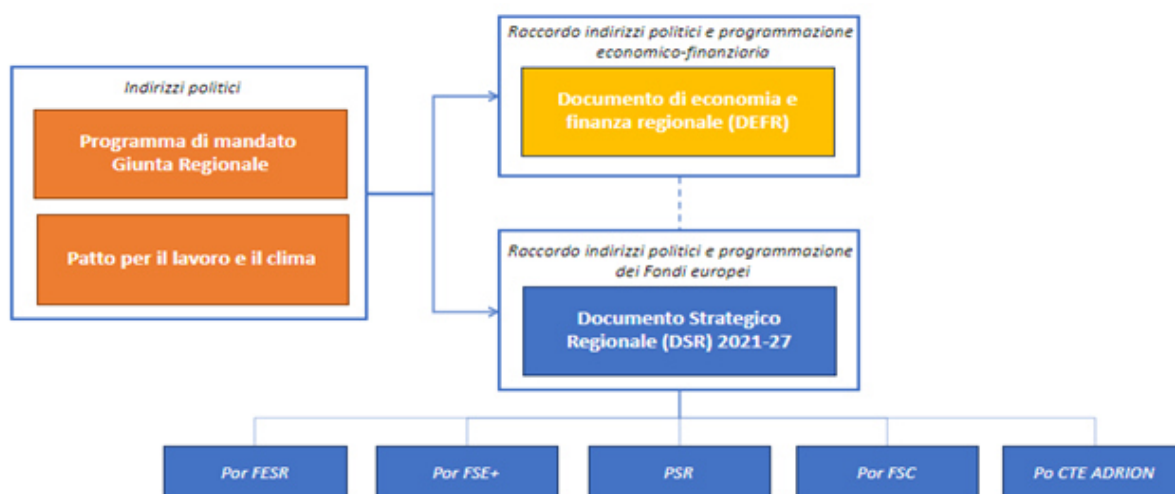 Indirizzi politici
Programma di mandato
Giunta Regionale
Patto per il lavoro e il clima
Raccordo indirizzi politici e programmazione
economico-finanziaria
Documento di economia e
finanza regionale (DEFR)
Raccordo indirizzi politici e programmazione
dei Fondi europei
Documento Strategico
Regionale (DSR) 2021-27
Por FESR
Por FSE+
PSR
Por FSC
Po CTE ADRION